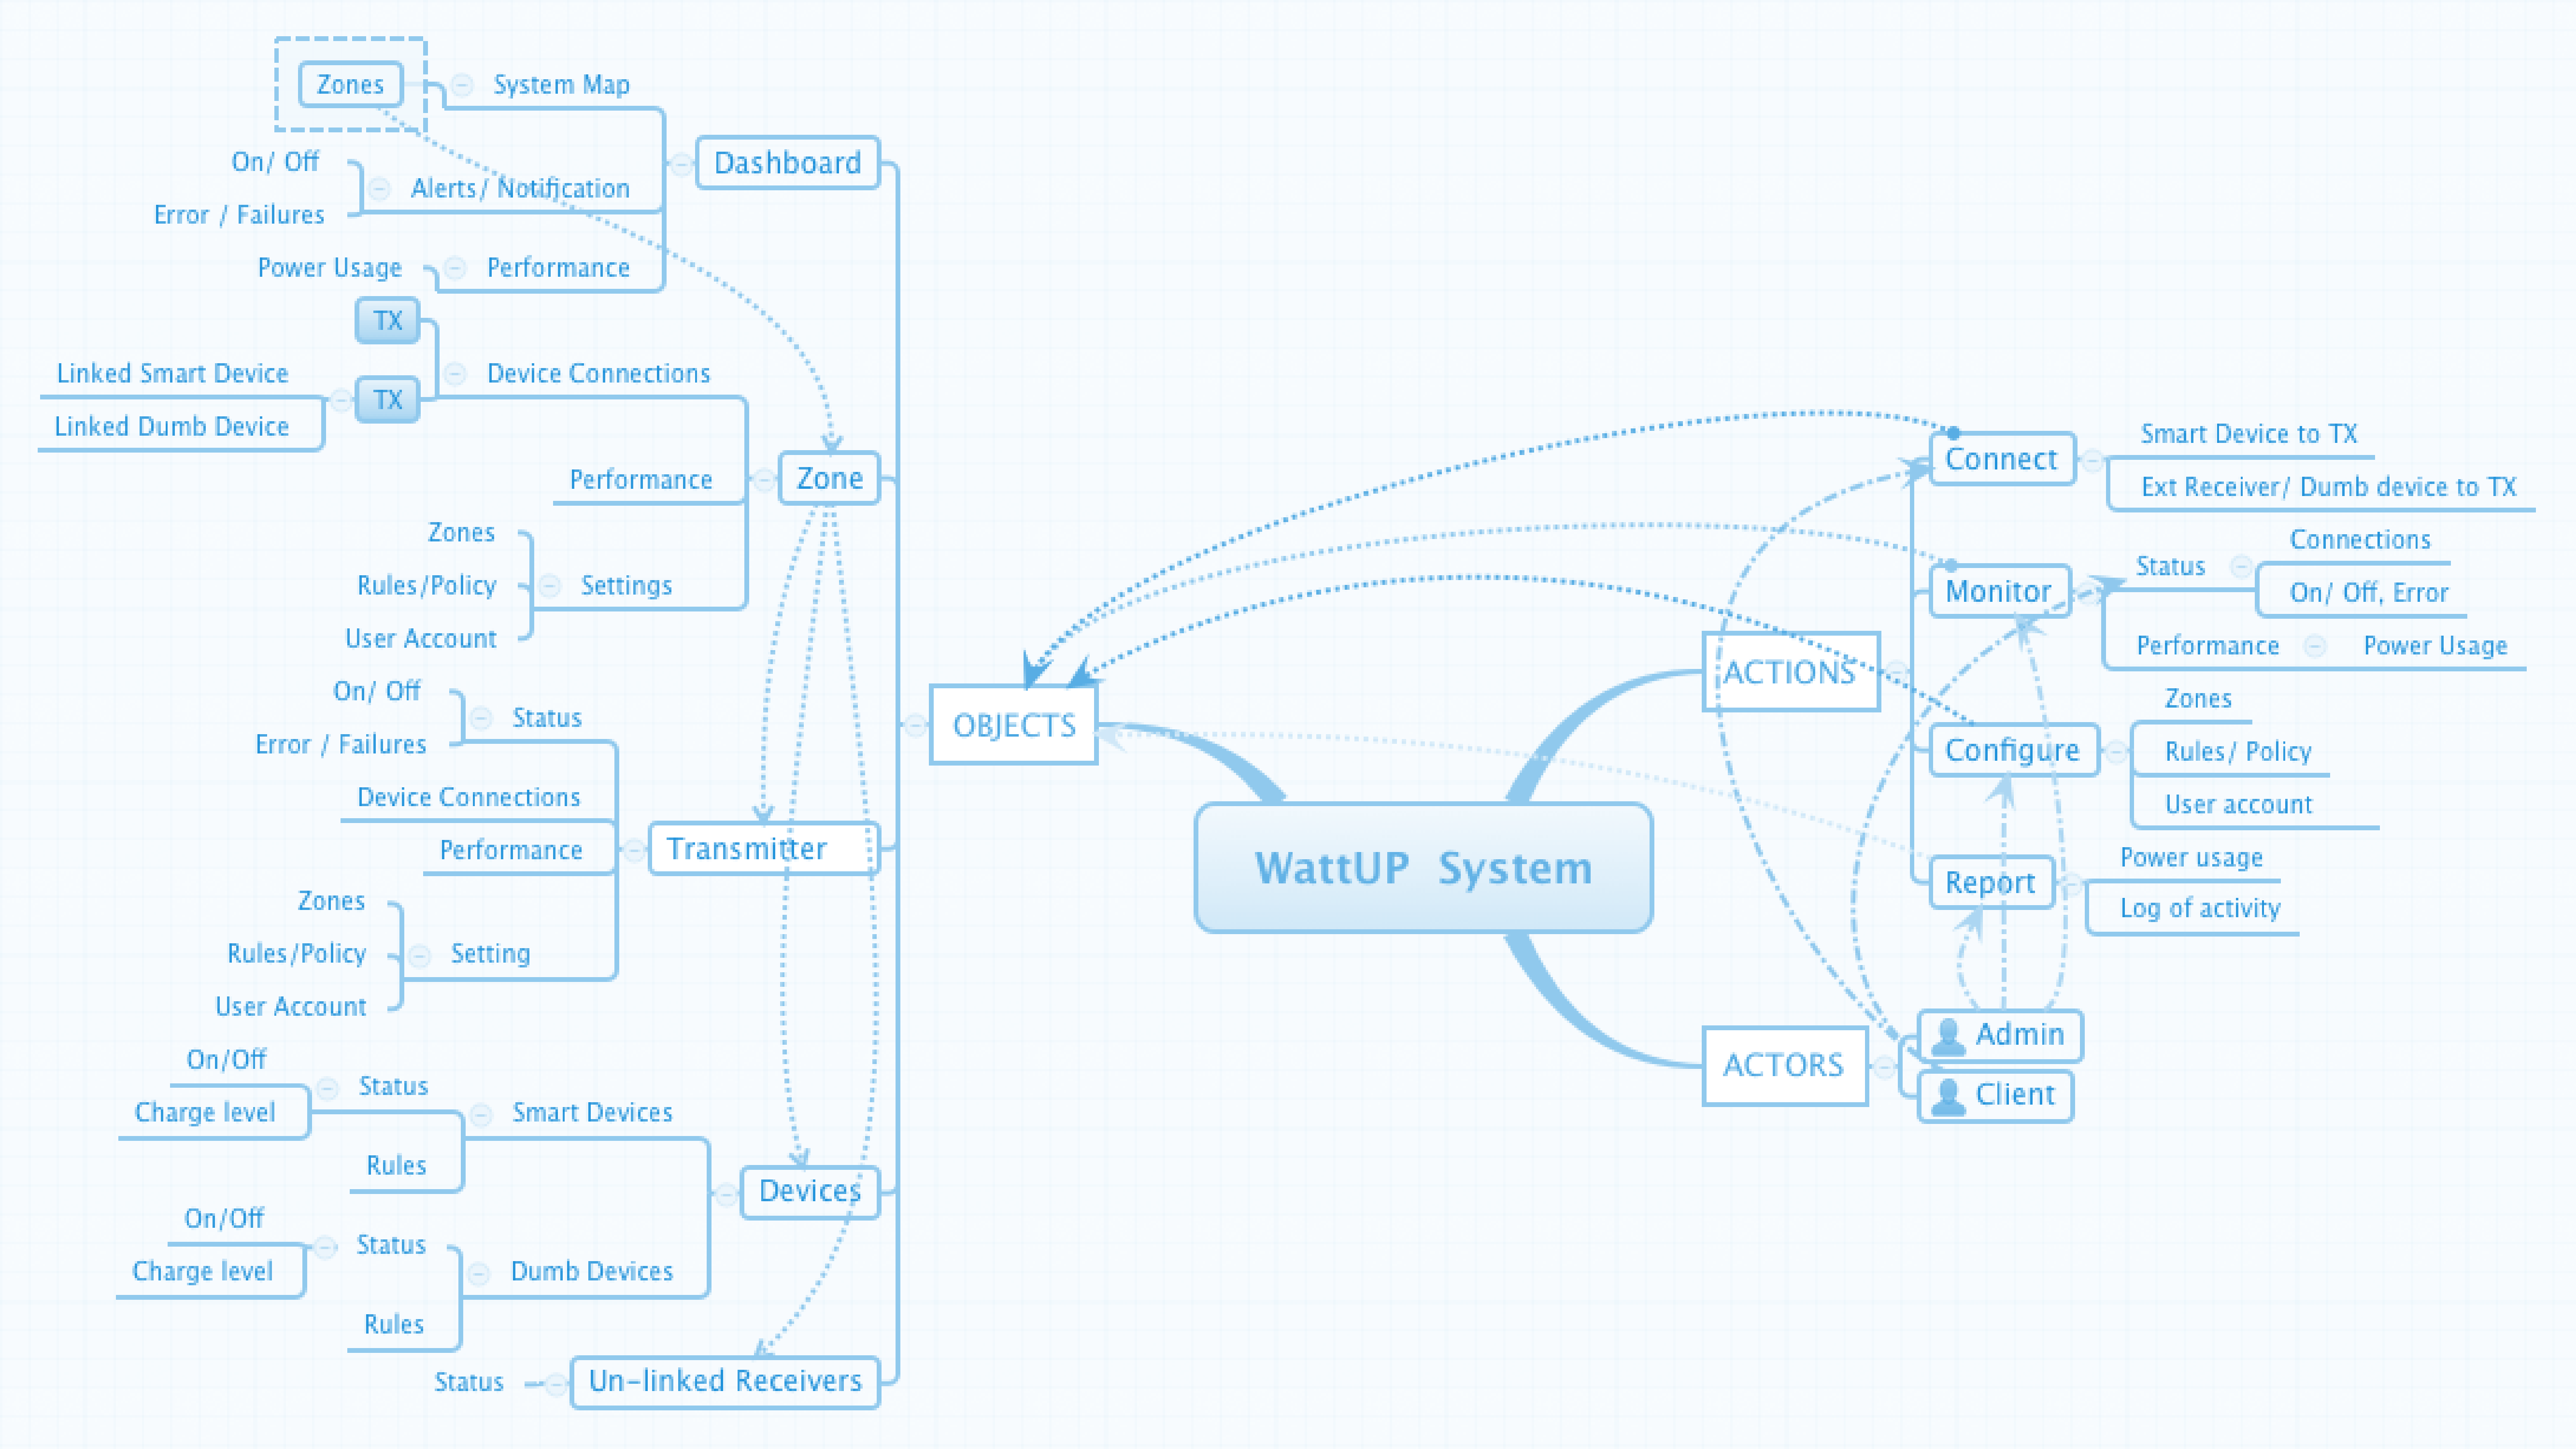 Zones
System Map
Dashboard
On/ Off
Alerts/ Notification
Error / Failures
Power Usage
Performance
TX
Linked Smart Device
TX
Device Connections
Linked Dumb Device
Zone
Performance
Zones
Rules/Policy
Settings
User Account
On/ Off
Status
Error / Failures
Device Connections
Transmitter
Performance
Zones
Rules/Policy
Setting
User Account
On/Off
Status
Charge level
Smart Devices
Rules
Devices
On/Off
Status
Charge level
Dumb Devices
Rules
Status
Un-linked Receivers
OBJECTS
WattUP System
ACTIONS
Connect
Smart Device to TX
Ext Receiver/ Dumb device to TX
Monitor
Status
Connections
On/ Off, Error
Performance
Power Usage
Configure
Zones
Rules/ Policy
User account
Report
Power usage
Log of activity
ACTORS
Admin
Client